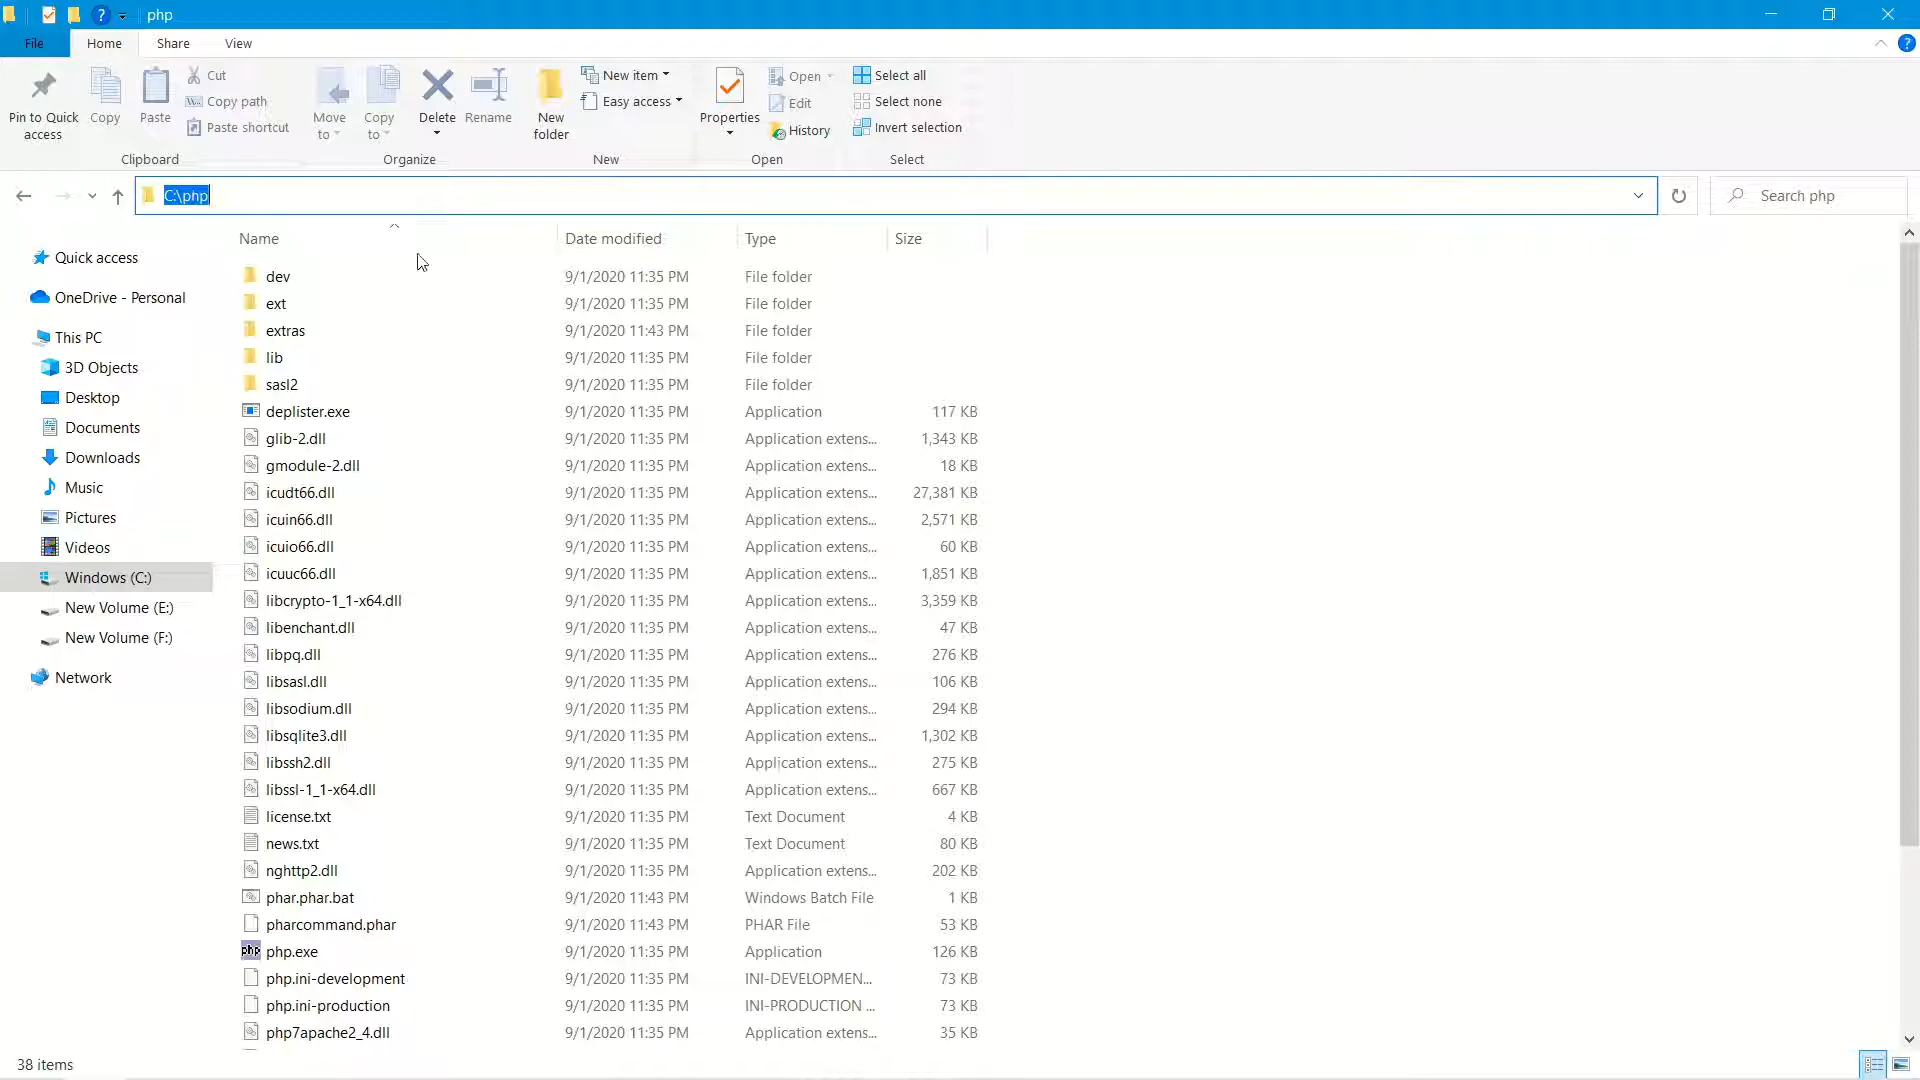 php
File Home Share View
Pin to Quick access
Copy
Paste
Cut
Copy path
Paste shortcut
Clipboard
Move to
Copy to
Delete
Rename
Organize
New folder
New item
Easy access
New
Properties
Open
Edit
History
Open
Select all
Select none
Invert selection
Select
C:\php
Search php
Quick access
OneDrive - Personal
This PC
3D Objects
Desktop
Documents
Downloads
Music
Pictures
Videos
Windows (C:)
New Volume (E:)
New Volume (F:)
Network
Name Date modified Type Size
dev 9/1/2020 11:35 PM File folder
ext 9/1/2020 11:35 PM File folder
extras 9/1/2020 11:43 PM File folder
lib 9/1/2020 11:35 PM File folder
sasl2 9/1/2020 11:35 PM File folder
deplister.exe 9/1/2020 11:35 PM Application 117 KB
glib-2.dll 9/1/2020 11:35 PM Application extens... 1,343 KB
gmodule-2.dll 9/1/2020 11:35 PM Application extens... 18 KB
icudt66.dll 9/1/2020 11:35 PM Application extens... 27,381 KB
icuin66.dll 9/1/2020 11:35 PM Application extens... 2,571 KB
icuio66.dll 9/1/2020 11:35 PM Application extens... 60 KB
icuuc66.dll 9/1/2020 11:35 PM Application extens... 1,851 KB
libcrypto-1_1-x64.dll 9/1/2020 11:35 PM Application extens... 3,359 KB
libenchant.dll 9/1/2020 11:35 PM Application extens... 47 KB
libpq.dll 9/1/2020 11:35 PM Application extens... 276 KB
libsasl.dll 9/1/2020 11:35 PM Application extens... 106 KB
libsodium.dll 9/1/2020 11:35 PM Application extens... 294 KB
libsqlite3.dll 9/1/2020 11:35 PM Application extens... 1,302 KB
libssh2.dll 9/1/2020 11:35 PM Application extens... 275 KB
libssl-1_1-x64.dll 9/1/2020 11:35 PM Application extens... 667 KB
license.txt 9/1/2020 11:35 PM Text Document 4 KB
news.txt 9/1/2020 11:35 PM Text Document 80 KB
nghttp2.dll 9/1/2020 11:35 PM Application extens... 202 KB
phar.phar.bat 9/1/2020 11:43 PM Windows Batch File 1 KB
pharcommand.phar 9/1/2020 11:43 PM PHAR File 53 KB
php php.exe 9/1/2020 11:35 PM Application 126 KB
php.ini-development 9/1/2020 11:35 PM INI-DEVELOPMEN... 73 KB
php.ini-production 9/1/2020 11:35 PM INI-PRODUCTION ... 73 KB
php7apache2_4.dll 9/1/2020 11:35 PM Application extens... 35 KB
38 items